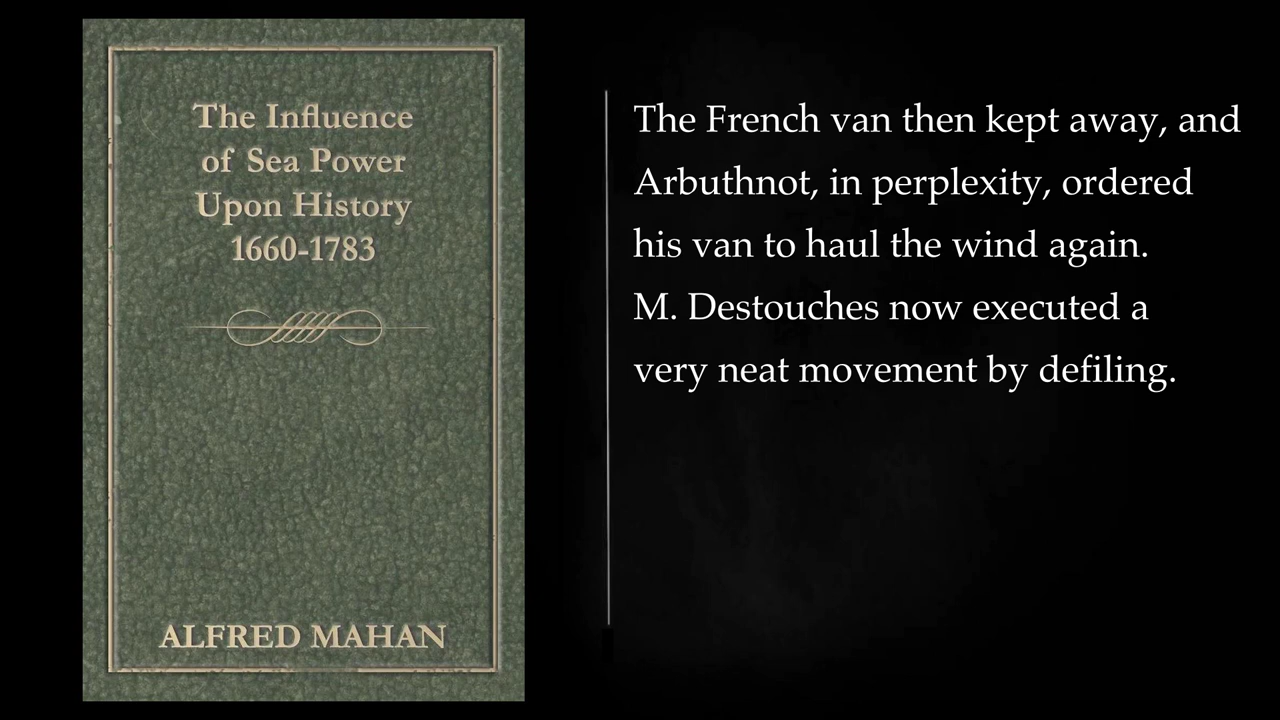 The Influence
of Sea Power
Upon History
1660-1783
ALFRED MAHAN
The French van then kept away, and
Arbuthnot, in perplexity, ordered
his van to haul the wind again.
M. Destouches now executed a
very neat movement by defiling.